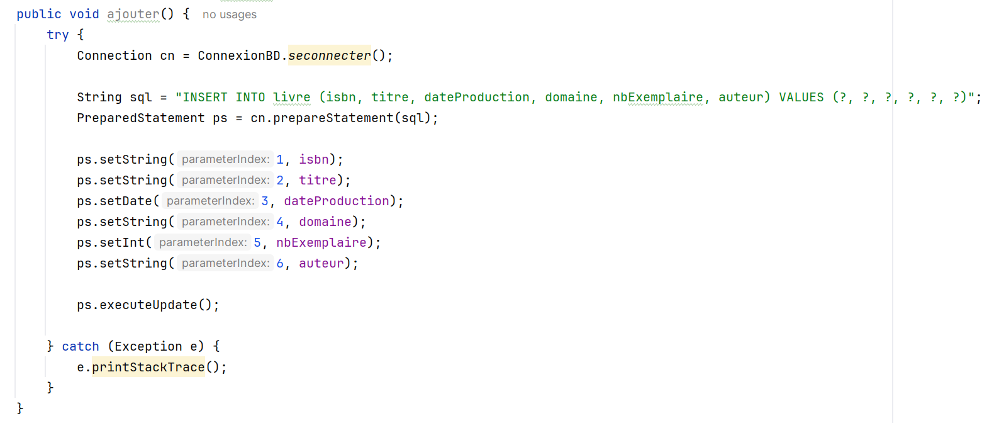 public void ajouter() { no usages
try {
Connection cn = ConnexionBD.seconnecter();
String sql = "INSERT INTO livre (isbn, titre, dateProduction, domaine, nbExemplaire, auteur) VALUES (?, ?, ?, ?, ?, ?)";
PreparedStatement ps = cn.prepareStatement(sql);
ps.setString( parameterIndex: 1, isbn);
ps.setString( parameterIndex: 2, titre);
ps.setDate( parameterIndex: 3, dateProduction);
ps.setString( parameterIndex: 4, domaine);
ps.setInt( parameterIndex: 5, nbExemplaire);
ps.setString( parameterIndex: 6, auteur);
ps.executeUpdate();
} catch (Exception e) {
e.printStackTrace();
}
}